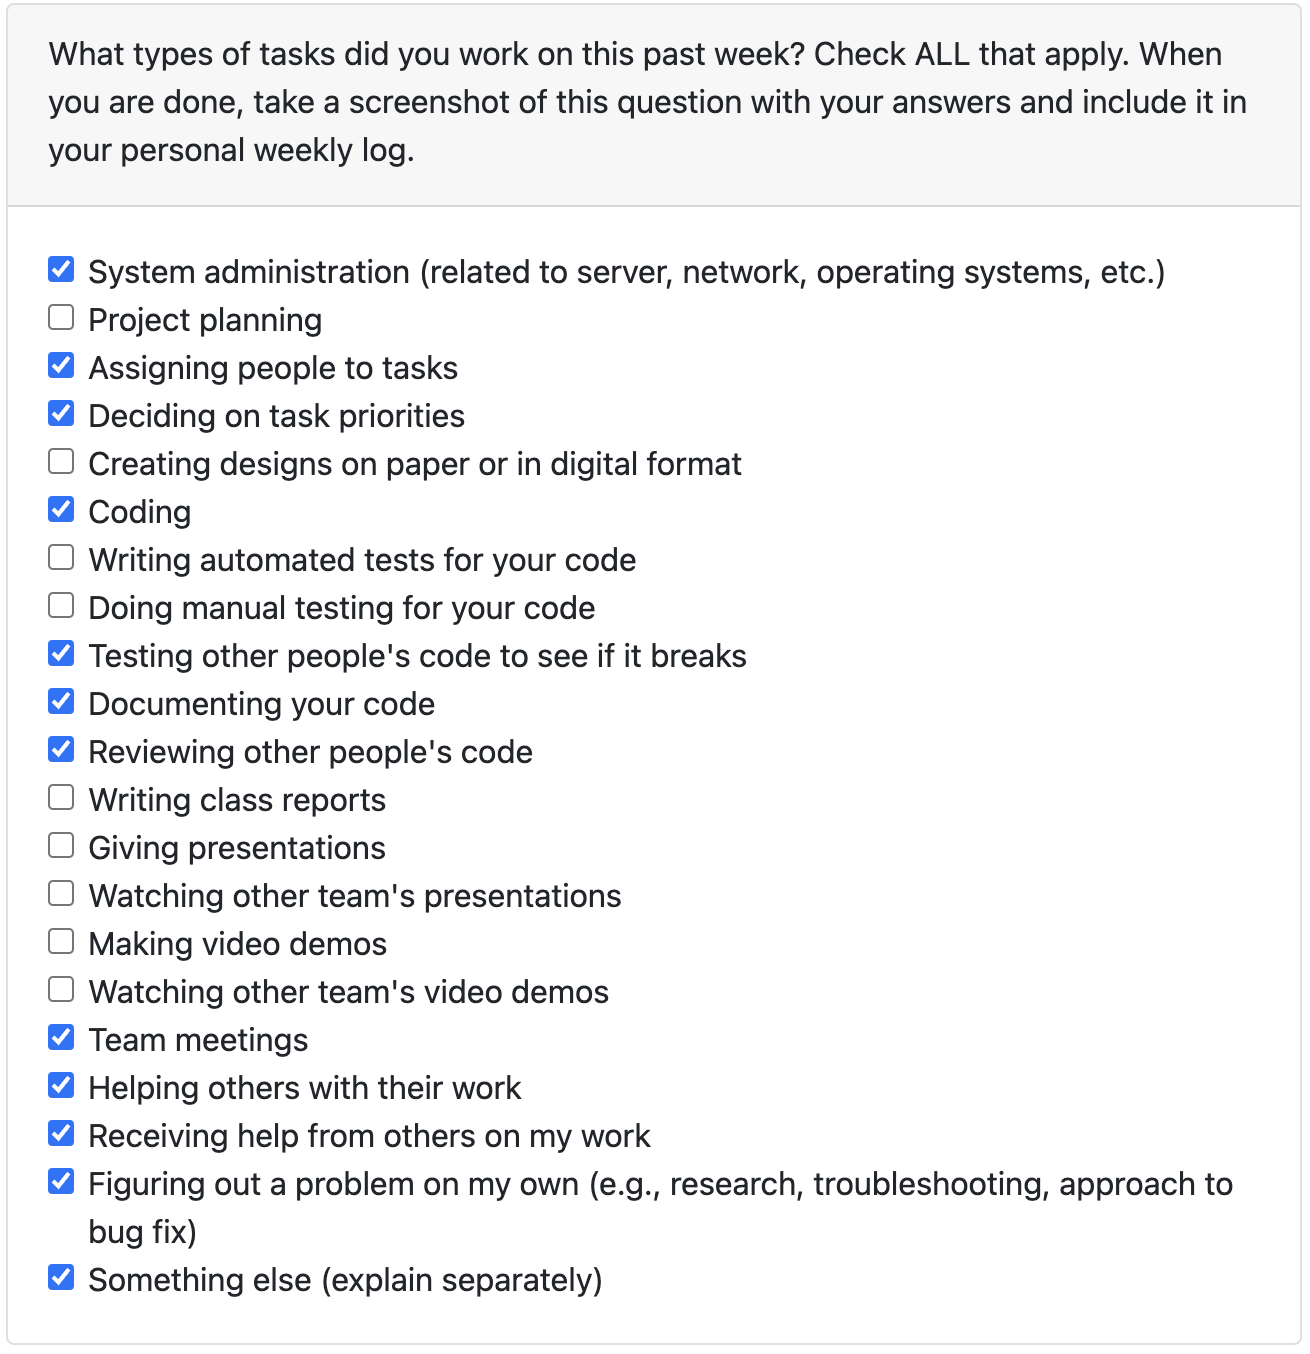 What types of tasks did you work on this past week? Check ALL that apply. When
you are done, take a screenshot of this question with your answers and include it in
your personal weekly log.
System administration (related to server, network, operating systems, etc.)
Project planning
Assigning people to tasks
Deciding on task priorities
Creating designs on paper or in digital format
Coding
Writing automated tests for your code
Doing manual testing for your code
Testing other people's code to see if it breaks
Documenting your code
Reviewing other people's code
Writing class reports
Giving presentations
Watching other team's presentations
Making video demos
Watching other team's video demos
Team meetings
Helping others with their work
Receiving help from others on my work
Figuring out a problem on my own (e.g., research, troubleshooting, approach to
bug fix)
Something else (explain separately)